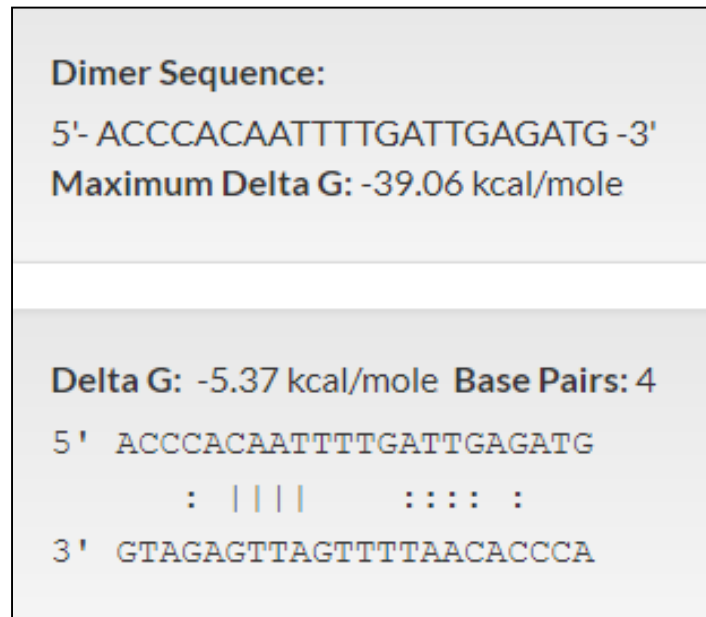 Dimer Sequence:
5'- ACCCACAATTTTGATTGAGATG -3'
Maximum Delta G: -39.06 kcal/mole
Delta G: -5.37 kcal/mole Base Pairs: 4
5' ACCCACAATTTTGATTGAGATG
      : ||||    :::: :
3' GTAGAGTTAGTTTTAACACCCA